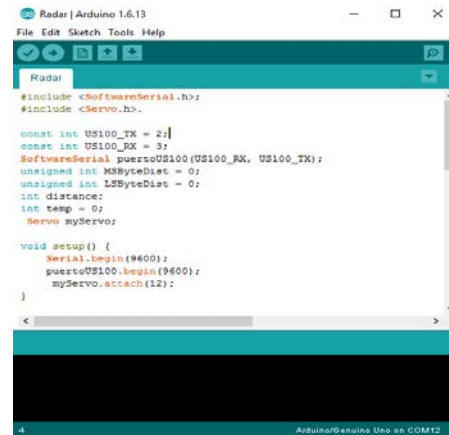 Radar | Arduino 1.6.13
File Edit Sketch Tools Help
Radar
#include <SoftwareSerial.h>;
#include <Servo.h>.
const int US100_TX = 2;
const int US100_RX = 3;
SoftwareSerial puertoUS100(US100_RX, US100_TX);
unsigned int MSByteDist = 0;
unsigned int LSByteDist = 0;
int distance;
int temp = 0;
Servo myServo;
void setup() {
Serial.begin(9600);
puertoUS100.begin(9600);
myServo.attach(12);
}
4
Arduino/Genuino Uno on COM12